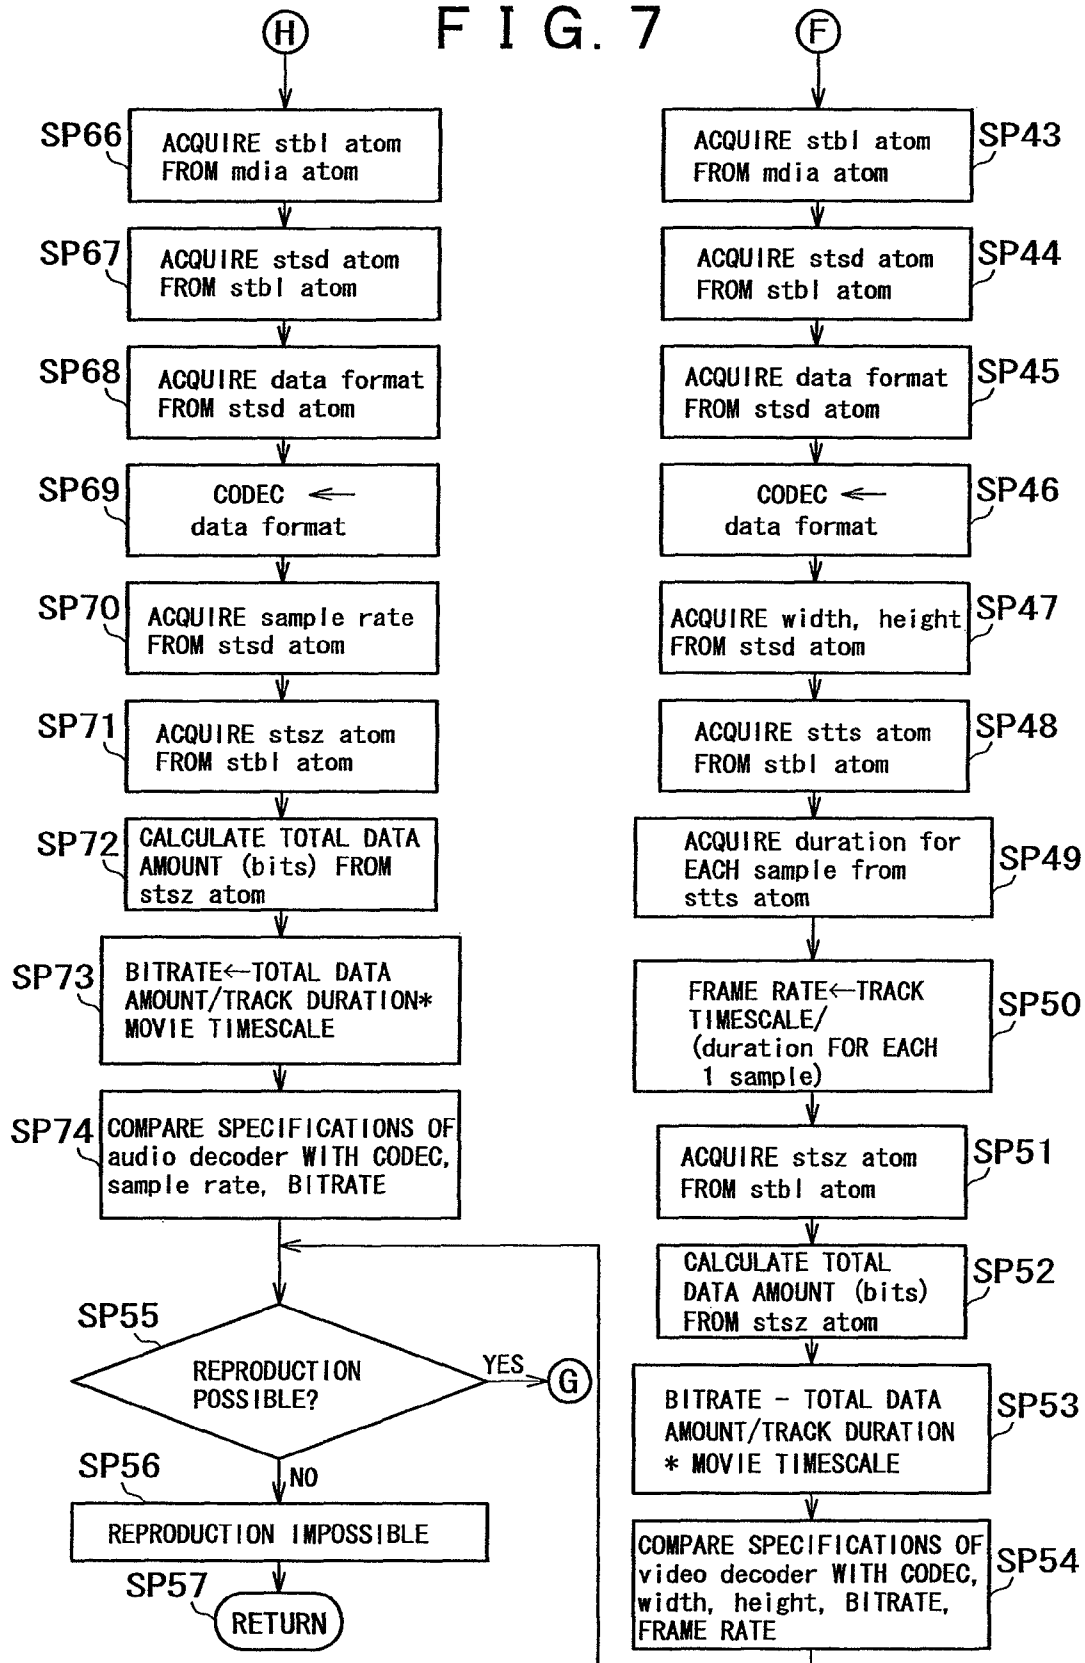 FIG. 7
H
SP66
ACQUIRE stbl atom
FROM mdia atom
SP67
ACQUIRE stsd atom
FROM stbl atom
SP68
ACQUIRE data format
FROM stsd atom
SP69
CODEC ←
data format
SP70
ACQUIRE sample rate
FROM stsd atom
SP71
ACQUIRE stsz atom
FROM stbl atom
SP72
CALCULATE TOTAL DATA
AMOUNT (bits) FROM
stsz atom
SP73
BITRATE←TOTAL DATA
AMOUNT/TRACK DURATION*
MOVIE TIMESCALE
SP74
COMPARE SPECIFICATIONS OF
audio decoder WITH CODEC,
sample rate, BITRATE
SP55
REPRODUCTION
POSSIBLE?
YES
G
NO
SP56
REPRODUCTION IMPOSSIBLE
SP57
RETURN
F
SP43
ACQUIRE stbl atom
FROM mdia atom
SP44
ACQUIRE stsd atom
FROM stbl atom
SP45
ACQUIRE data format
FROM stsd atom
SP46
CODEC ←
data format
SP47
ACQUIRE width, height
FROM stsd atom
SP48
ACQUIRE stts atom
FROM stbl atom
SP49
ACQUIRE duration for
EACH sample from
stts atom
SP50
FRAME RATE←TRACK
TIMESCALE/
(duration FOR EACH
1 sample)
SP51
ACQUIRE stsz atom
FROM stbl atom
SP52
CALCULATE TOTAL
DATA AMOUNT (bits)
FROM stsz atom
SP53
BITRATE - TOTAL DATA
AMOUNT/TRACK DURATION
* MOVIE TIMESCALE
SP54
COMPARE SPECIFICATIONS OF
video decoder WITH CODEC,
width, height, BITRATE,
FRAME RATE